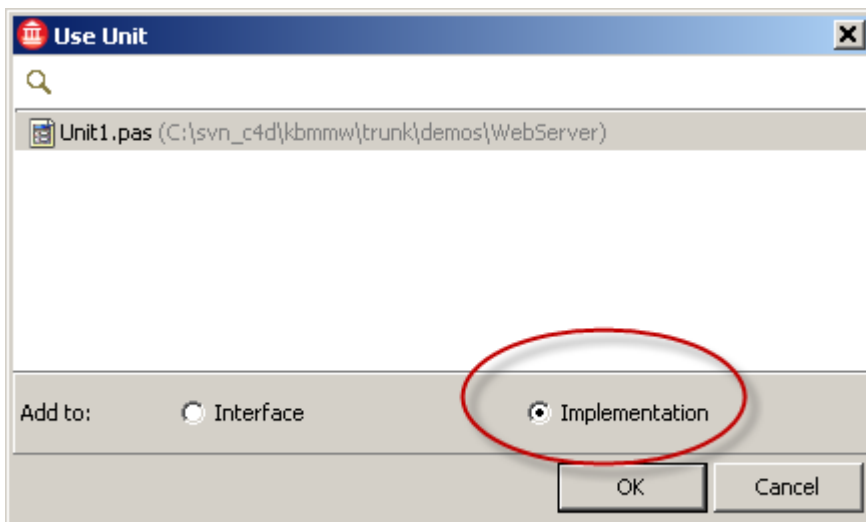 Use Unit
Unit1.pas (C:\svn_c4d\kbmmw\trunk\demos\WebServer)
Add to: Interface Implementation
OK Cancel